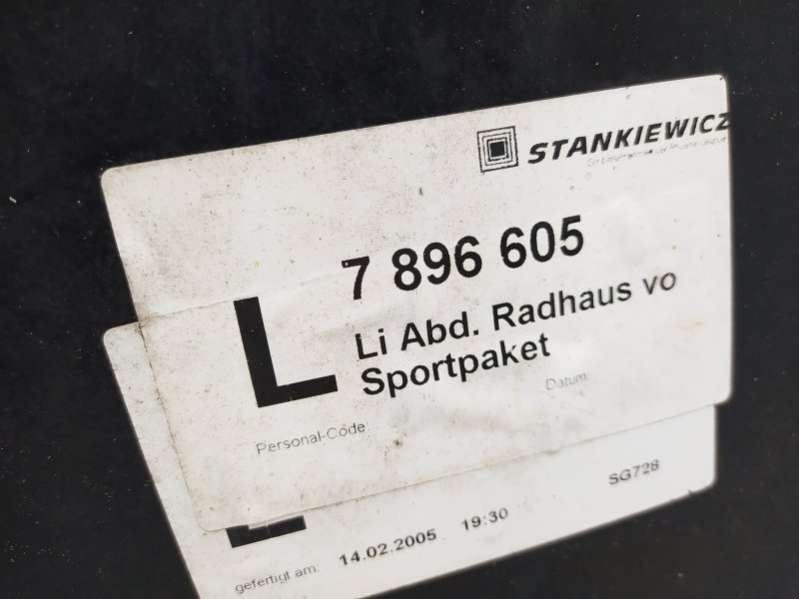 STANKIEWICZ
7 896 605
L
Li Abd. Radhaus vo
Sportpaket
Datum:
Personal-Code:
SG728
gefertigt am: 14.02.2005 19:30